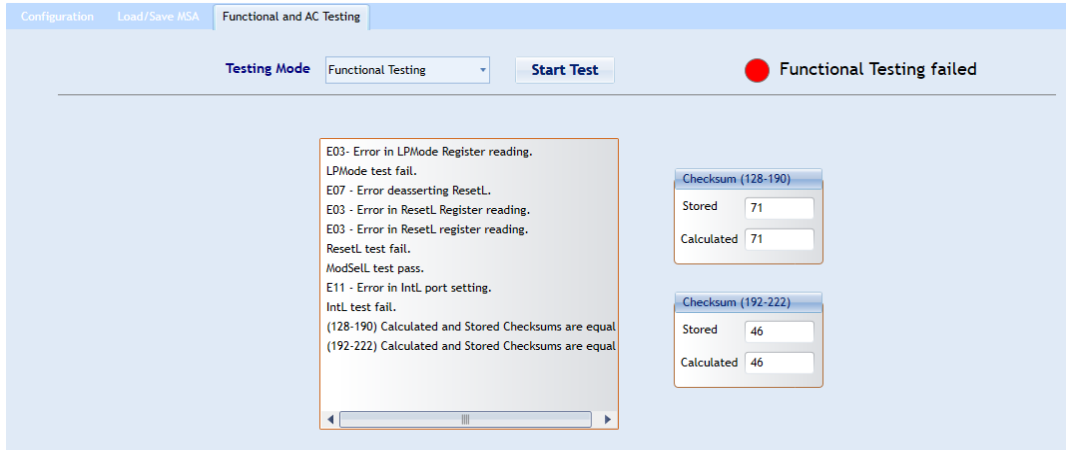 Configuration Load/Save MSA Functional and AC Testing
Testing Mode Functional Testing Start Test Functional Testing failed
E03- Error in LPMode Register reading.
LPMode test fail.
E07 - Error deasserting ResetL.
E03 - Error in ResetL Register reading.
E03 - Error in ResetL register reading.
ResetL test fail.
ModSelL test pass.
E11 - Error in IntL port setting.
IntL test fail.
(128-190) Calculated and Stored Checksums are equal
(192-222) Calculated and Stored Checksums are equal
Checksum (128-190)
Stored 71
Calculated 71
Checksum (192-222)
Stored 46
Calculated 46